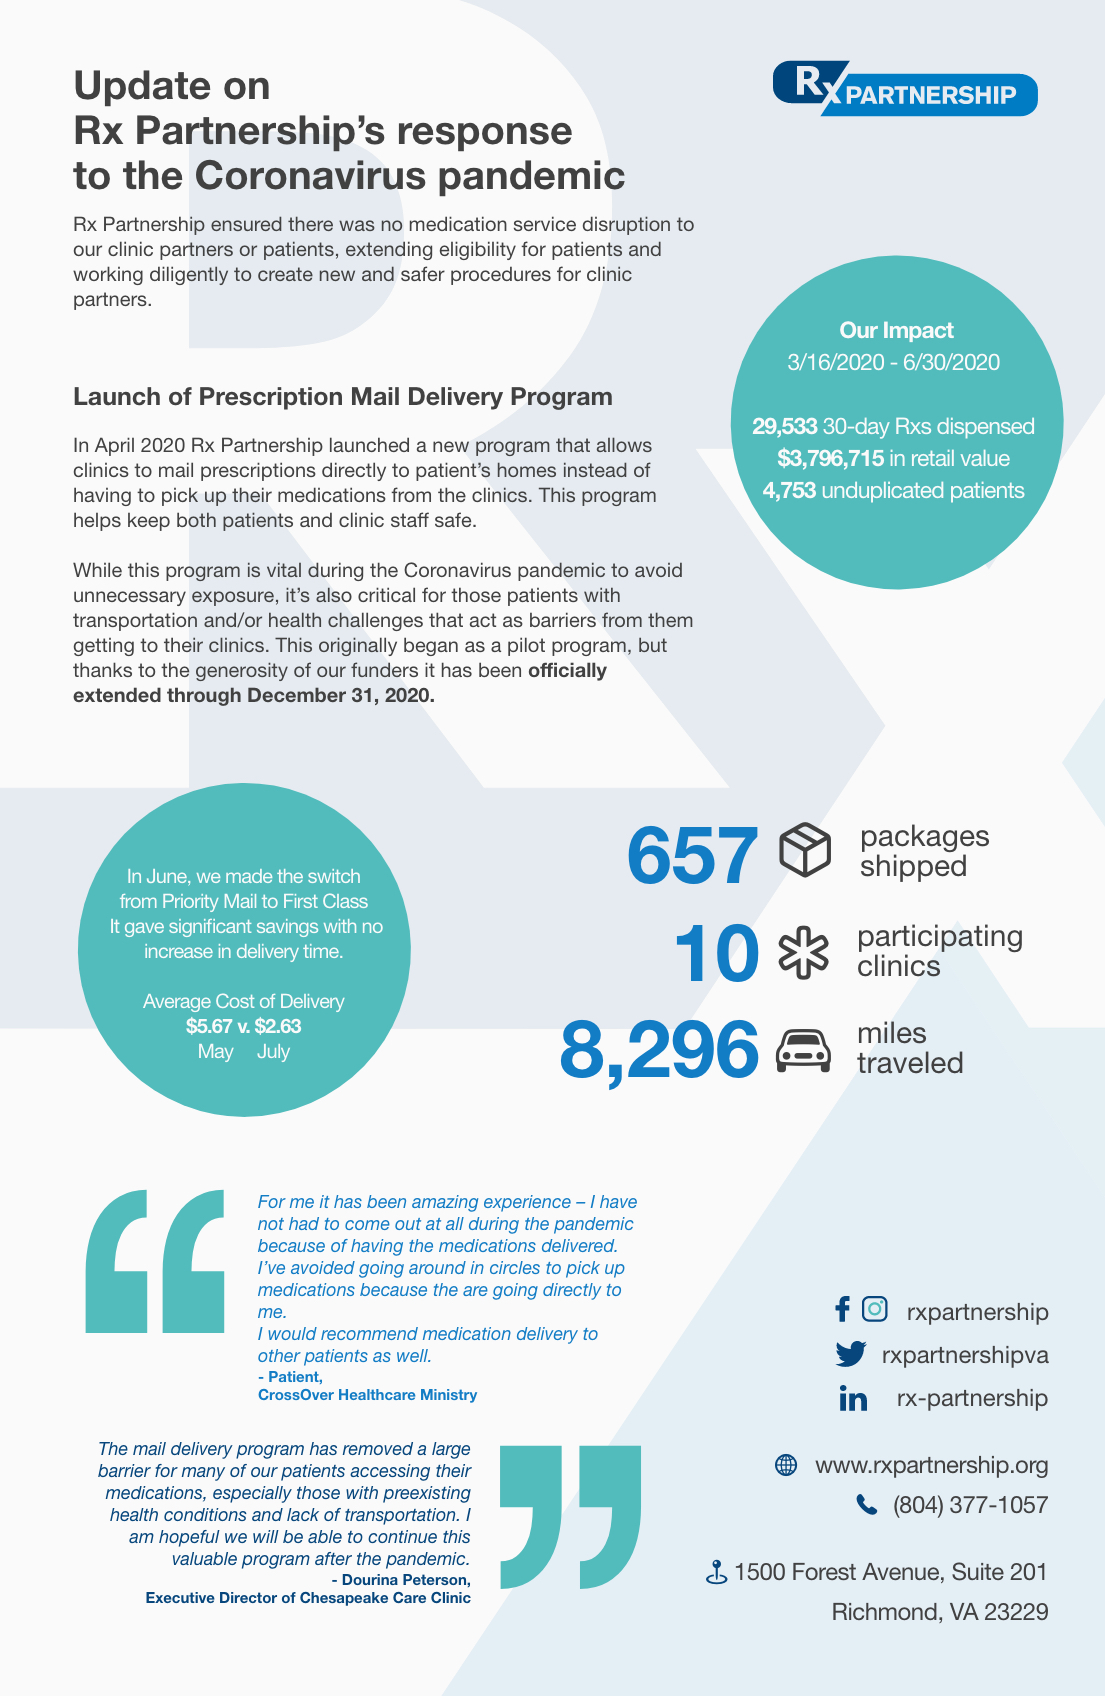 Update on
Rx Partnership's response
to the Coronavirus pandemic
Rx PARTNERSHIP
Rx Partnership ensured there was no medication service disruption to
our clinic partners or patients, extending eligibility for patients and
working diligently to create new and safer procedures for clinic
partners.
Our Impact
3/16/2020 - 6/30/2020
29,533 30-day Rxs dispensed
$3,796,715 in retail value
4,753 unduplicated patients
Launch of Prescription Mail Delivery Program
In April 2020 Rx Partnership launched a new program that allows
clinics to mail prescriptions directly to patient's homes instead of
having to pick up their medications from the clinics. This program
helps keep both patients and clinic staff safe.
While this program is vital during the Coronavirus pandemic to avoid
unnecessary exposure, it's also critical for those patients with
transportation and/or health challenges that act as barriers from them
getting to their clinics. This originally began as a pilot program, but
thanks to the generosity of our funders it has been officially
extended through December 31, 2020.
In June, we made the switch
from Priority Mail to First Class
It gave significant savings with no
increase in delivery time.
Average Cost of Delivery
$5.67 v. $2.63
May July
657 packages
shipped
10 participating
clinics
8,296 miles
traveled
“
For me it has been amazing experience – I have
not had to come out at all during the pandemic
because of having the medications delivered.
I've avoided going around in circles to pick up
medications because the are going directly to
me.
I would recommend medication delivery to
other patients as well.
- Patient,
CrossOver Healthcare Ministry
The mail delivery program has removed a large
barrier for many of our patients accessing their
medications, especially those with preexisting
health conditions and lack of transportation. I
am hopeful we will be able to continue this
valuable program after the pandemic.
- Dourina Peterson,
Executive Director of Chesapeake Care Clinic
”
rxpartnership
rxpartnershipva
rx-partnership
www.rxpartnership.org
(804) 377-1057
1500 Forest Avenue, Suite 201
Richmond, VA 23229